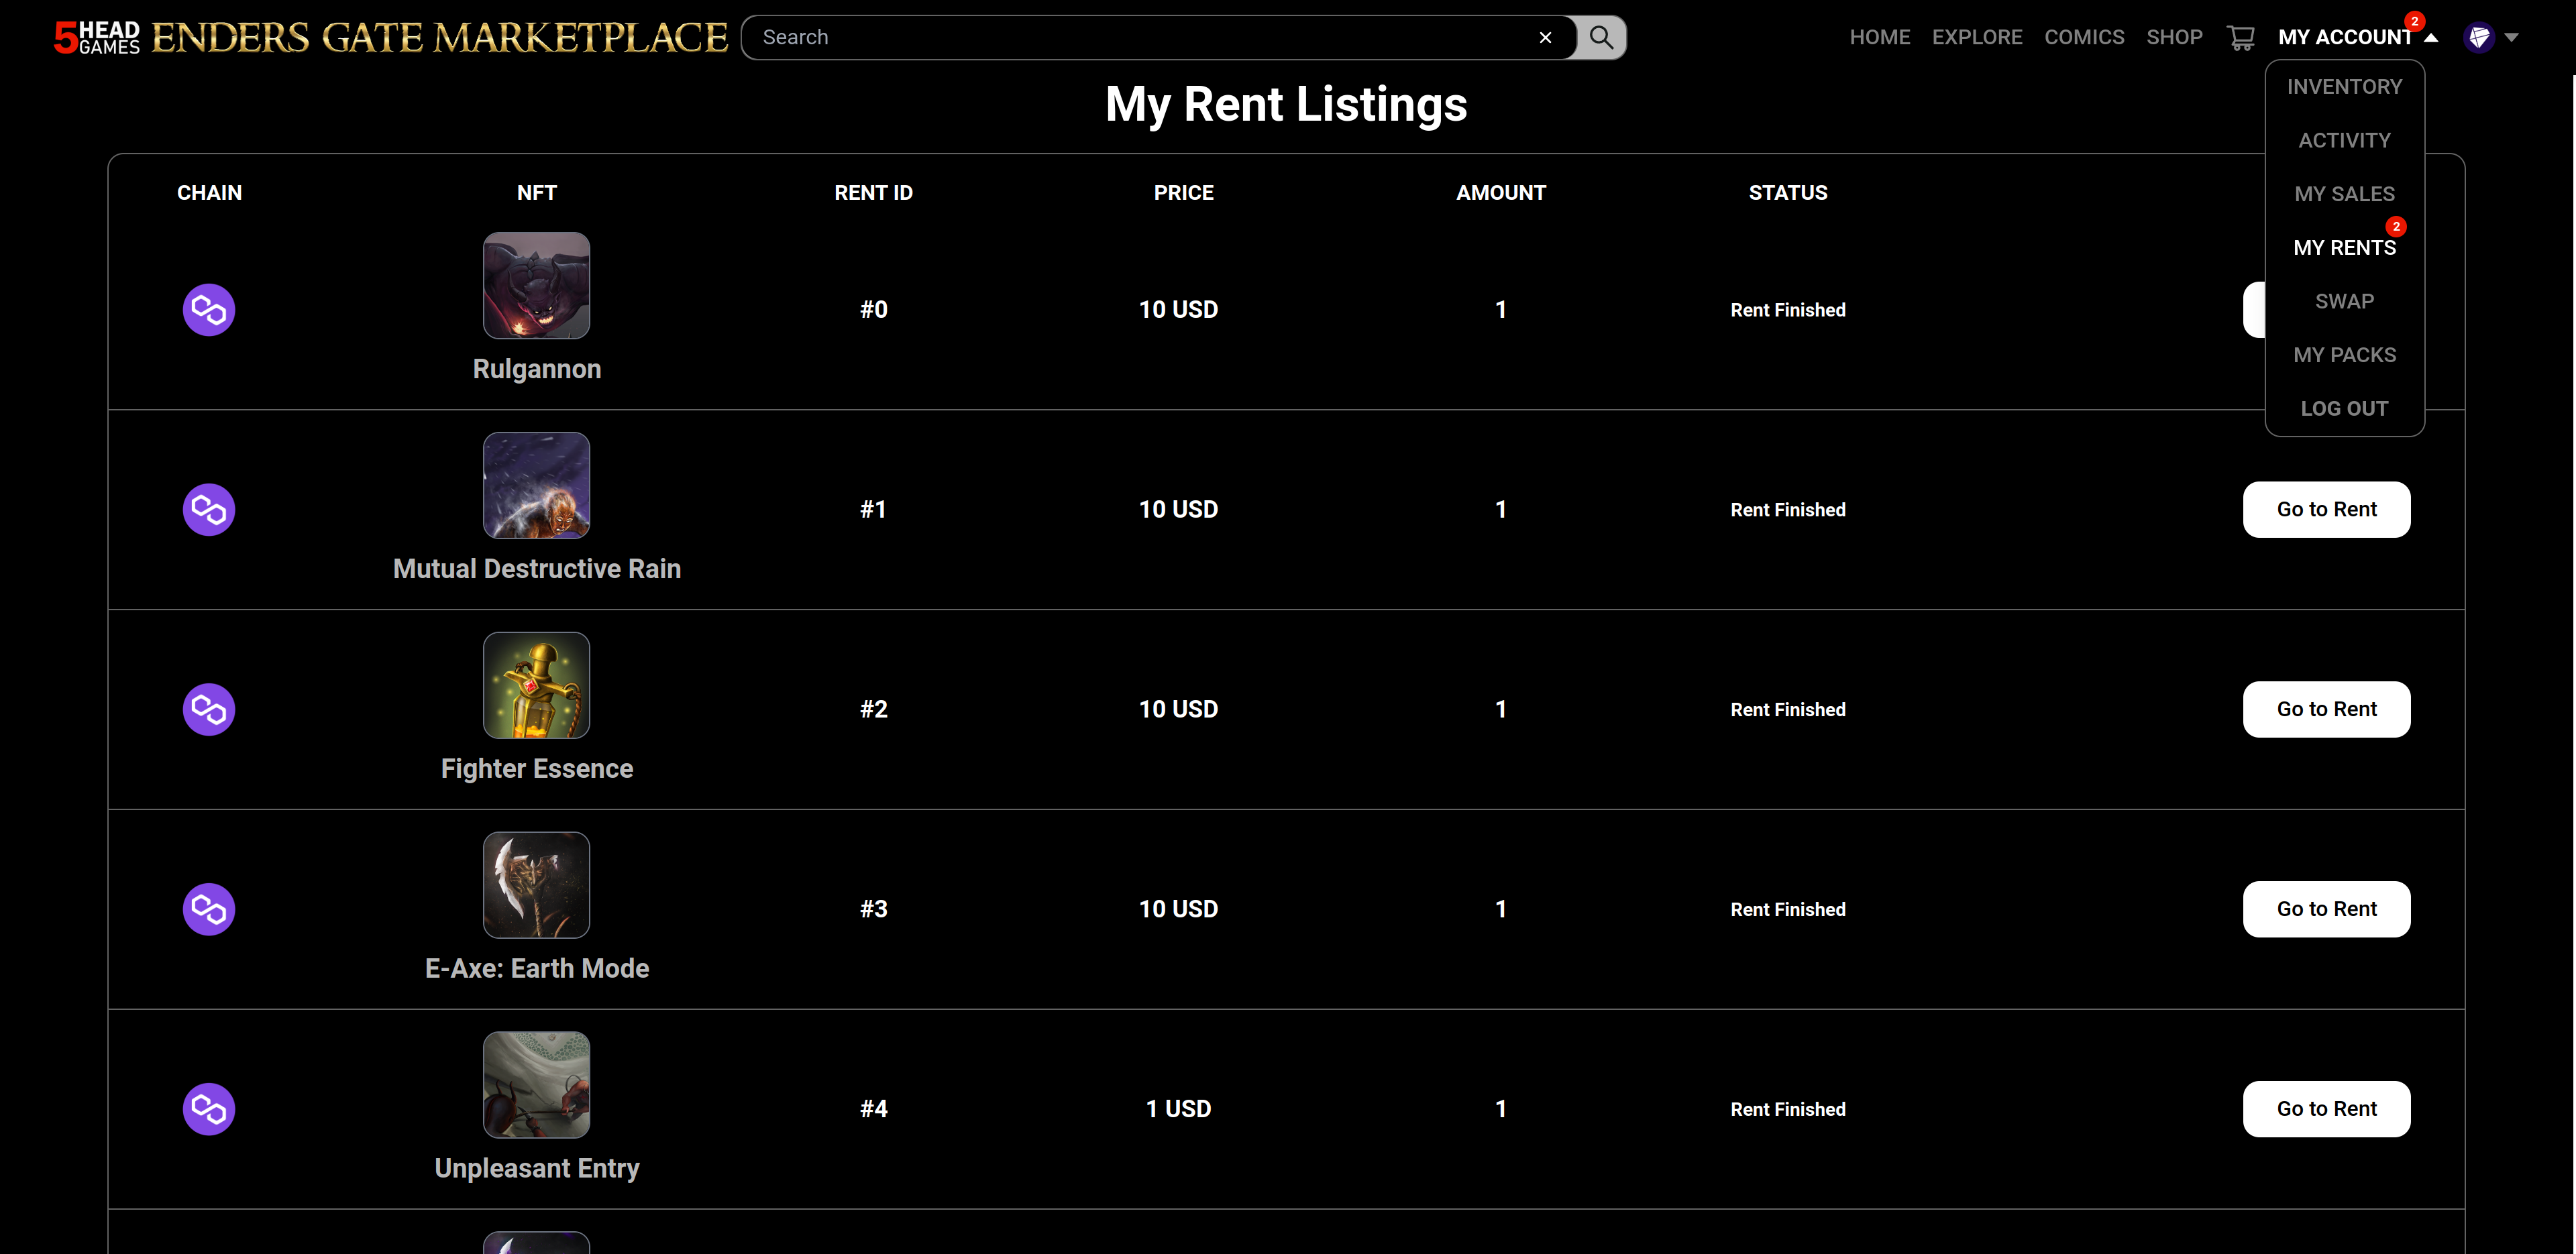 5HEAD GAMES ENDERS GATE MARKETPLACE Search × HOME EXPLORE COMICS SHOP MY ACCOUNT 2
INVENTORY
ACTIVITY
MY SALES
MY RENTS 2
SWAP
MY PACKS
LOG OUT
My Rent Listings
CHAIN NFT RENT ID PRICE AMOUNT STATUS
Rulgannon #0 10 USD 1 Rent Finished
Mutual Destructive Rain #1 10 USD 1 Rent Finished Go to Rent
Fighter Essence #2 10 USD 1 Rent Finished Go to Rent
E-Axe: Earth Mode #3 10 USD 1 Rent Finished Go to Rent
Unpleasant Entry #4 1 USD 1 Rent Finished Go to Rent